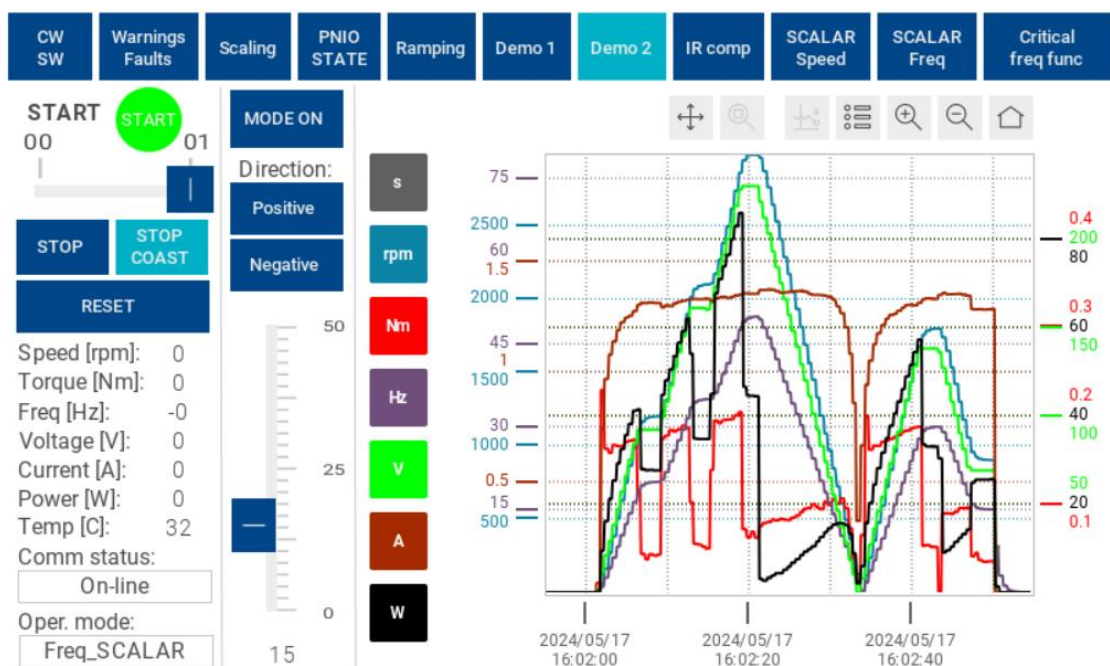 CW
SW
Warnings
Faults
Scaling
PNIO
STATE
Ramping
Demo 1
Demo 2
IR comp
SCALAR
Speed
SCALAR
Freq
Critical
freq func
START
START
00
01
STOP
STOP
COAST
RESET
Speed [rpm]: 0
Torque [Nm]: 0
Freq [Hz]: -0
Voltage [V]: 0
Current [A]: 0
Power [W]: 0
Temp [C]: 32
Comm status:
On-line
Oper. mode:
Freq_SCALAR
MODE ON
Direction:
Positive
Negative
50
25
0
15
s
rpm
Nm
Hz
V
A
W
75
2500
60
1.5
2000
45
1
1500
30
1000
0.5
15
500
0.4
200
80
0.3
60
150
0.2
40
100
50
20
0.1
2024/05/17
16:02:00
2024/05/17
16:02:20
2024/05/17
16:02:40